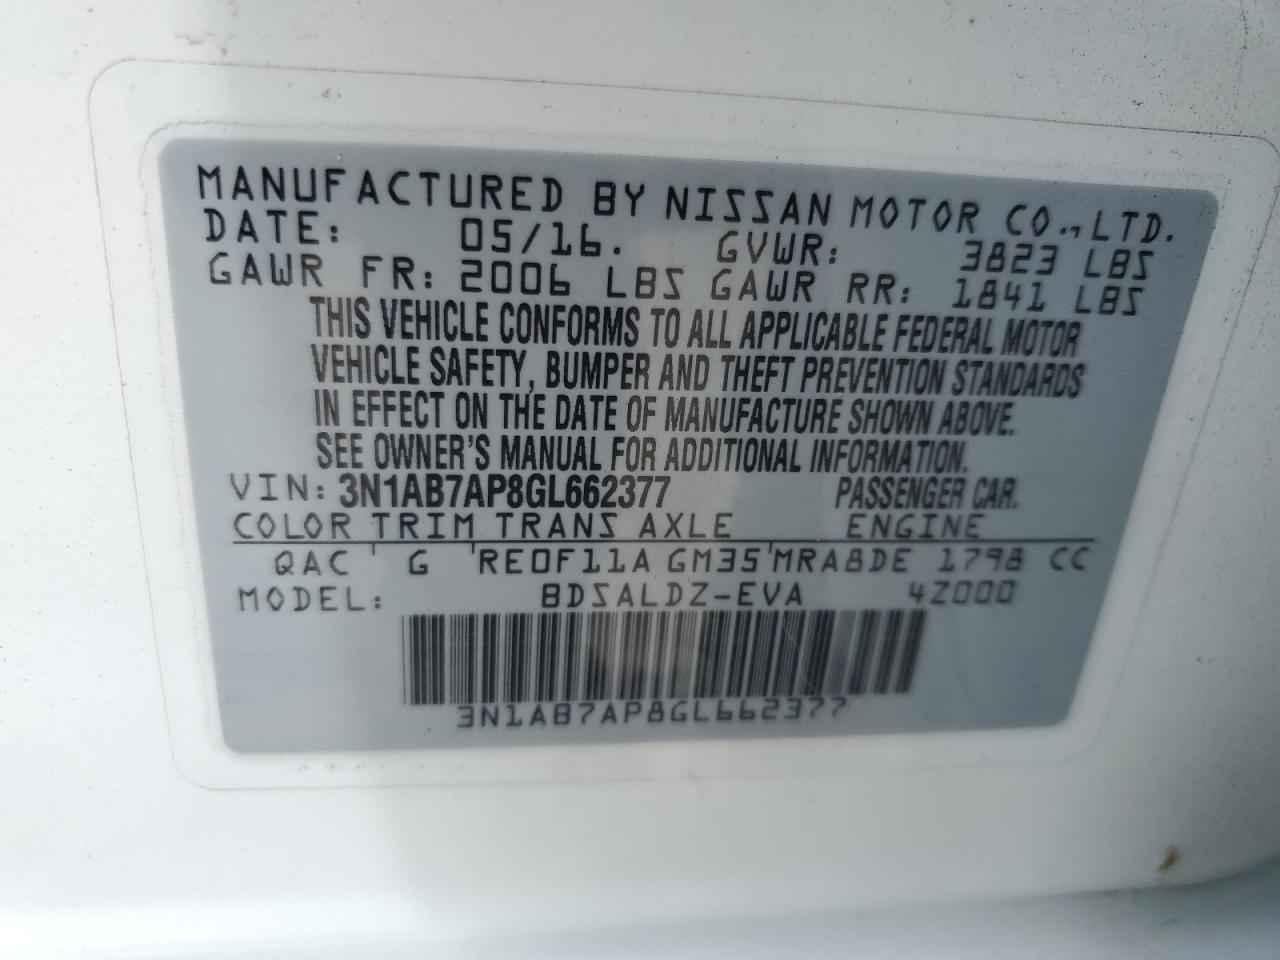 MANUFACTURED BY NISSAN MOTOR CO., LTD.
DATE: 05/16. GVWR: 3823 LBS
GAWR FR: 2006 LBS GAWR RR: 1841 LBS
THIS VEHICLE CONFORMS TO ALL APPLICABLE FEDERAL MOTOR
VEHICLE SAFETY, BUMPER AND THEFT PREVENTION STANDARDS
IN EFFECT ON THE DATE OF MANUFACTURE SHOWN ABOVE.
SEE OWNER'S MANUAL FOR ADDITIONAL INFORMATION.
VIN: 3N1AB7AP8GL662377 PASSENGER CAR.
COLOR TRIM TRANS AXLE ENGINE
QAC ' G 'RE0F11A GM35'MRA8DE 1798 CC
MODEL: BDSALDZ-EVA 4Z000
3N1AB7AP8GL662377